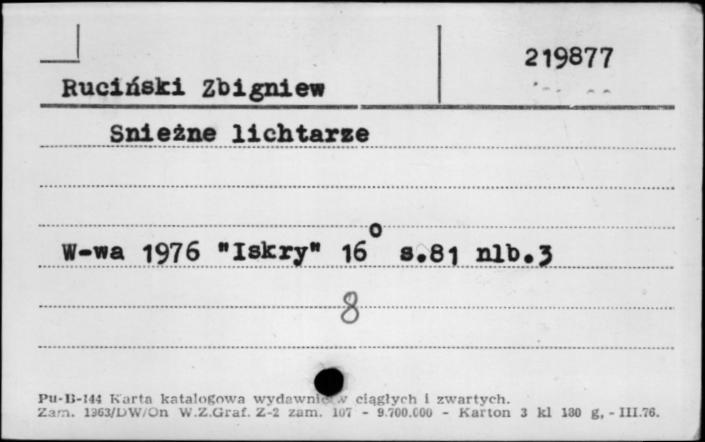 219877
Ruciński Zbigniew
Snieżne lichtarze
W-wa 1976 "Iskry" 16° s.81 nlb.3
8
Pu-B-144 Karta katalogowa wydawnictw ciągłych i zwartych.
Zam. 1363/DW/On W.Z.Graf. Z-2 zam. 107 - 9.700.000 - Karton 3 kl 180 g, - III.76.